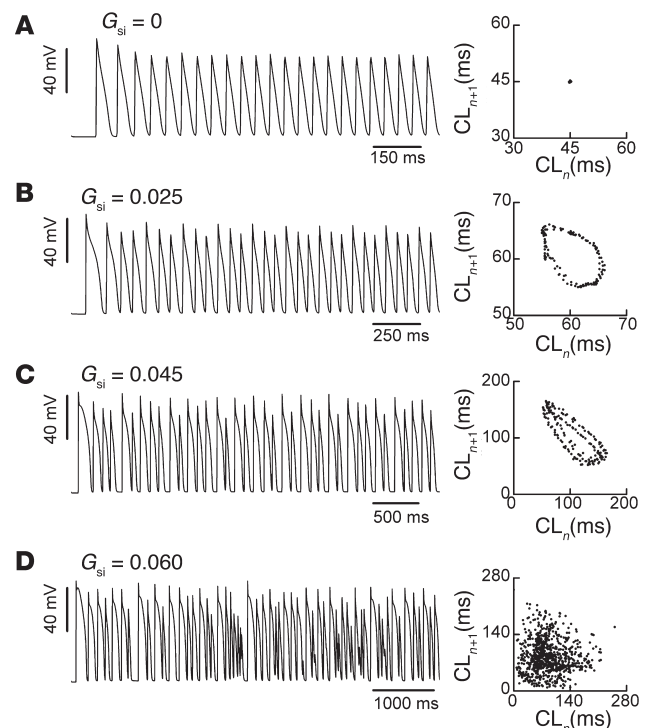 A
G_si = 0
40 mV
150 ms
CL_n+1(ms)
60
45
30
30 45 60
CL_n(ms)
B
G_si = 0.025
40 mV
250 ms
CL_n+1(ms)
70
60
50
50 60 70
CL_n(ms)
C
G_si = 0.045
40 mV
500 ms
CL_n+1(ms)
200
100
0
0 100 200
CL_n(ms)
D
G_si = 0.060
40 mV
1000 ms
CL_n+1(ms)
280
140
0
0 140 280
CL_n(ms)